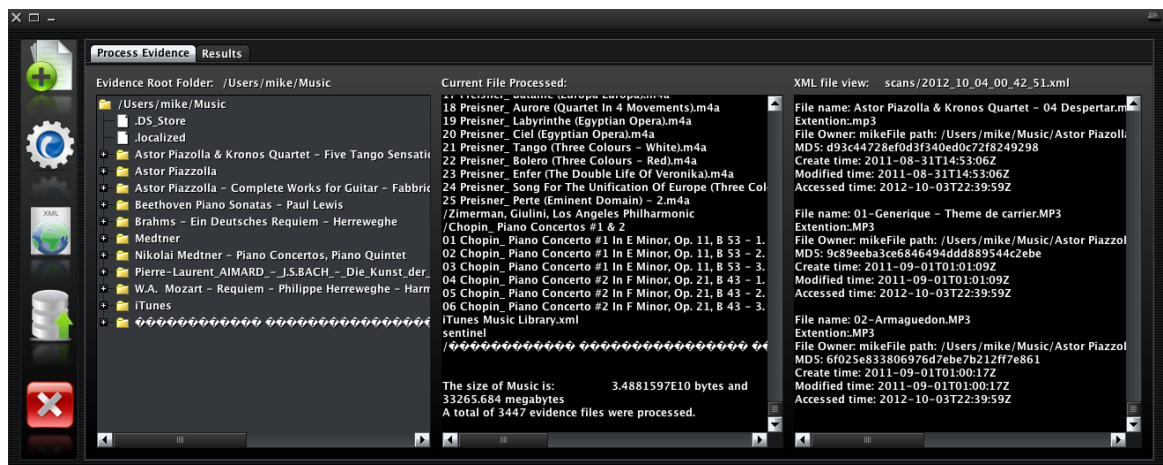 Process Evidence
Results
Evidence Root Folder: /Users/mike/Music
/Users/mike/Music
.DS_Store
.localized
Astor Piazolla & Kronos Quartet – Five Tango Sensatic
Astor Piazzolla
Astor Piazzolla – Complete Works for Guitar – Fabbric
Beethoven Piano Sonatas – Paul Lewis
Brahms – Ein Deutsches Requiem – Herreweghe
Medtner
Nikolai Medtner – Piano Concertos, Piano Quintet
Pierre-Laurent_AIMARD_-_J.S.BACH_-_Die_Kunst_der_
W.A. Mozart – Requiem – Philippe Herreweghe – Harm
iTunes
XML
Current File Processed:
18 Preisner_ Aurore (Quartet In 4 Movements).m4a
19 Preisner_ Labyrinthe (Egyptian Opera).m4a
20 Preisner_ Ciel (Egyptian Opera).m4a
21 Preisner_ Tango (Three Colours – White).m4a
22 Preisner_ Bolero (Three Colours – Red).m4a
23 Preisner_ Enfer (The Double Life Of Veronika).m4a
24 Preisner_ Song For The Unification Of Europe (Three Col
25 Preisner_ Perte (Eminent Domain) – 2.m4a
/Zimerman, Giulini, Los Angeles Philharmonic
/Chopin_ Piano Concertos #1 & 2
01 Chopin_ Piano Concerto #1 In E Minor, Op. 11, B 53 – 1.
02 Chopin_ Piano Concerto #1 In E Minor, Op. 11, B 53 – 2.
03 Chopin_ Piano Concerto #1 In E Minor, Op. 11, B 53 – 3.
04 Chopin_ Piano Concerto #2 In F Minor, Op. 21, B 43 – 1.
05 Chopin_ Piano Concerto #2 In F Minor, Op. 21, B 43 – 2.
06 Chopin_ Piano Concerto #2 In F Minor, Op. 21, B 43 – 3.
iTunes Music Library.xml
sentinel
The size of Music is: 3.4881597E10 bytes and
33265.684 megabytes
A total of 3447 evidence files were processed.
XML file view: scans/2012_10_04_00_42_51.xml
File name: Astor Piazolla & Kronos Quartet – 04 Despertar.m
Extention:.mp3
File Owner: mikeFile path: /Users/mike/Music/Astor Piazoll
MD5: d93c44728ef0d3f340ed0c72f8249298
Create time: 2011-08-31T14:53:06Z
Modified time: 2011-08-31T14:53:06Z
Accessed time: 2012-10-03T22:39:59Z
File name: 01-Generique – Theme de carrier.MP3
Extention:.MP3
File Owner: mikeFile path: /Users/mike/Music/Astor Piazzol
MD5: 9c89eeba3ce6846494ddd889544c2ebe
Create time: 2011-09-01T01:01:09Z
Modified time: 2011-09-01T01:01:09Z
Accessed time: 2012-10-03T22:39:59Z
File name: 02-Armaguedon.MP3
Extention:.MP3
File Owner: mikeFile path: /Users/mike/Music/Astor Piazzol
MD5: 6f025e833806976d7ebe7b212ff7e861
Create time: 2011-09-01T01:00:17Z
Modified time: 2011-09-01T01:00:17Z
Accessed time: 2012-10-03T22:39:59Z